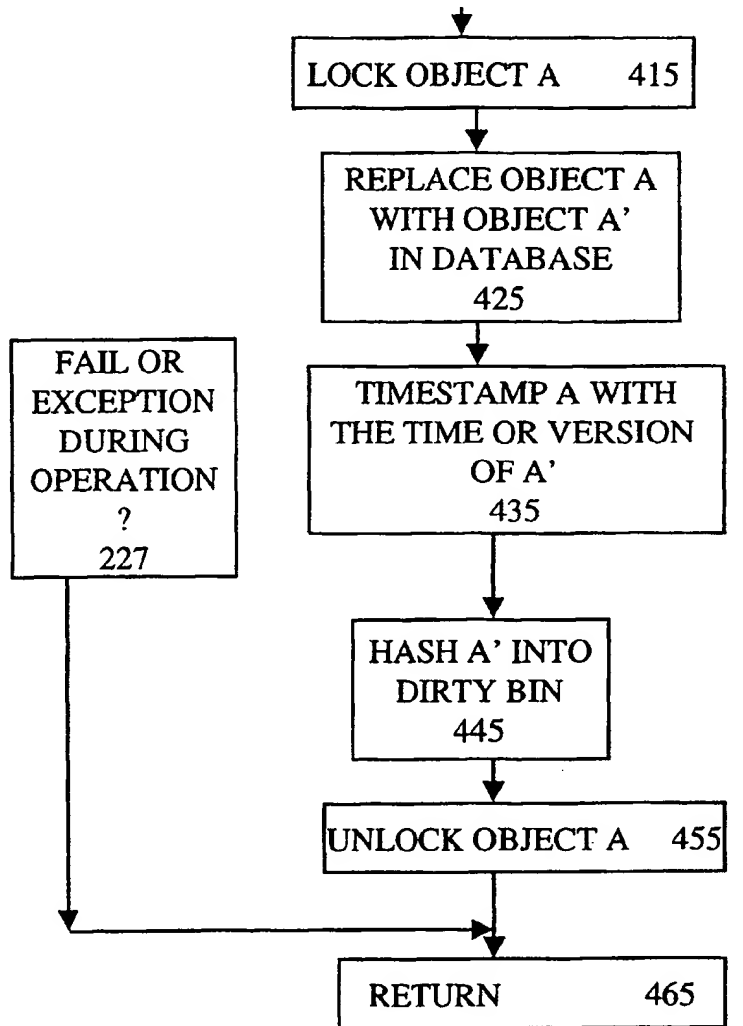 LOCK OBJECT A 415
REPLACE OBJECT A
WITH OBJECT A'
IN DATABASE
425
FAIL OR
EXCEPTION
DURING
OPERATION
?
227
TIMESTAMP A WITH
THE TIME OR VERSION
OF A'
435
HASH A' INTO
DIRTY BIN
445
UNLOCK OBJECT A 455
RETURN 465